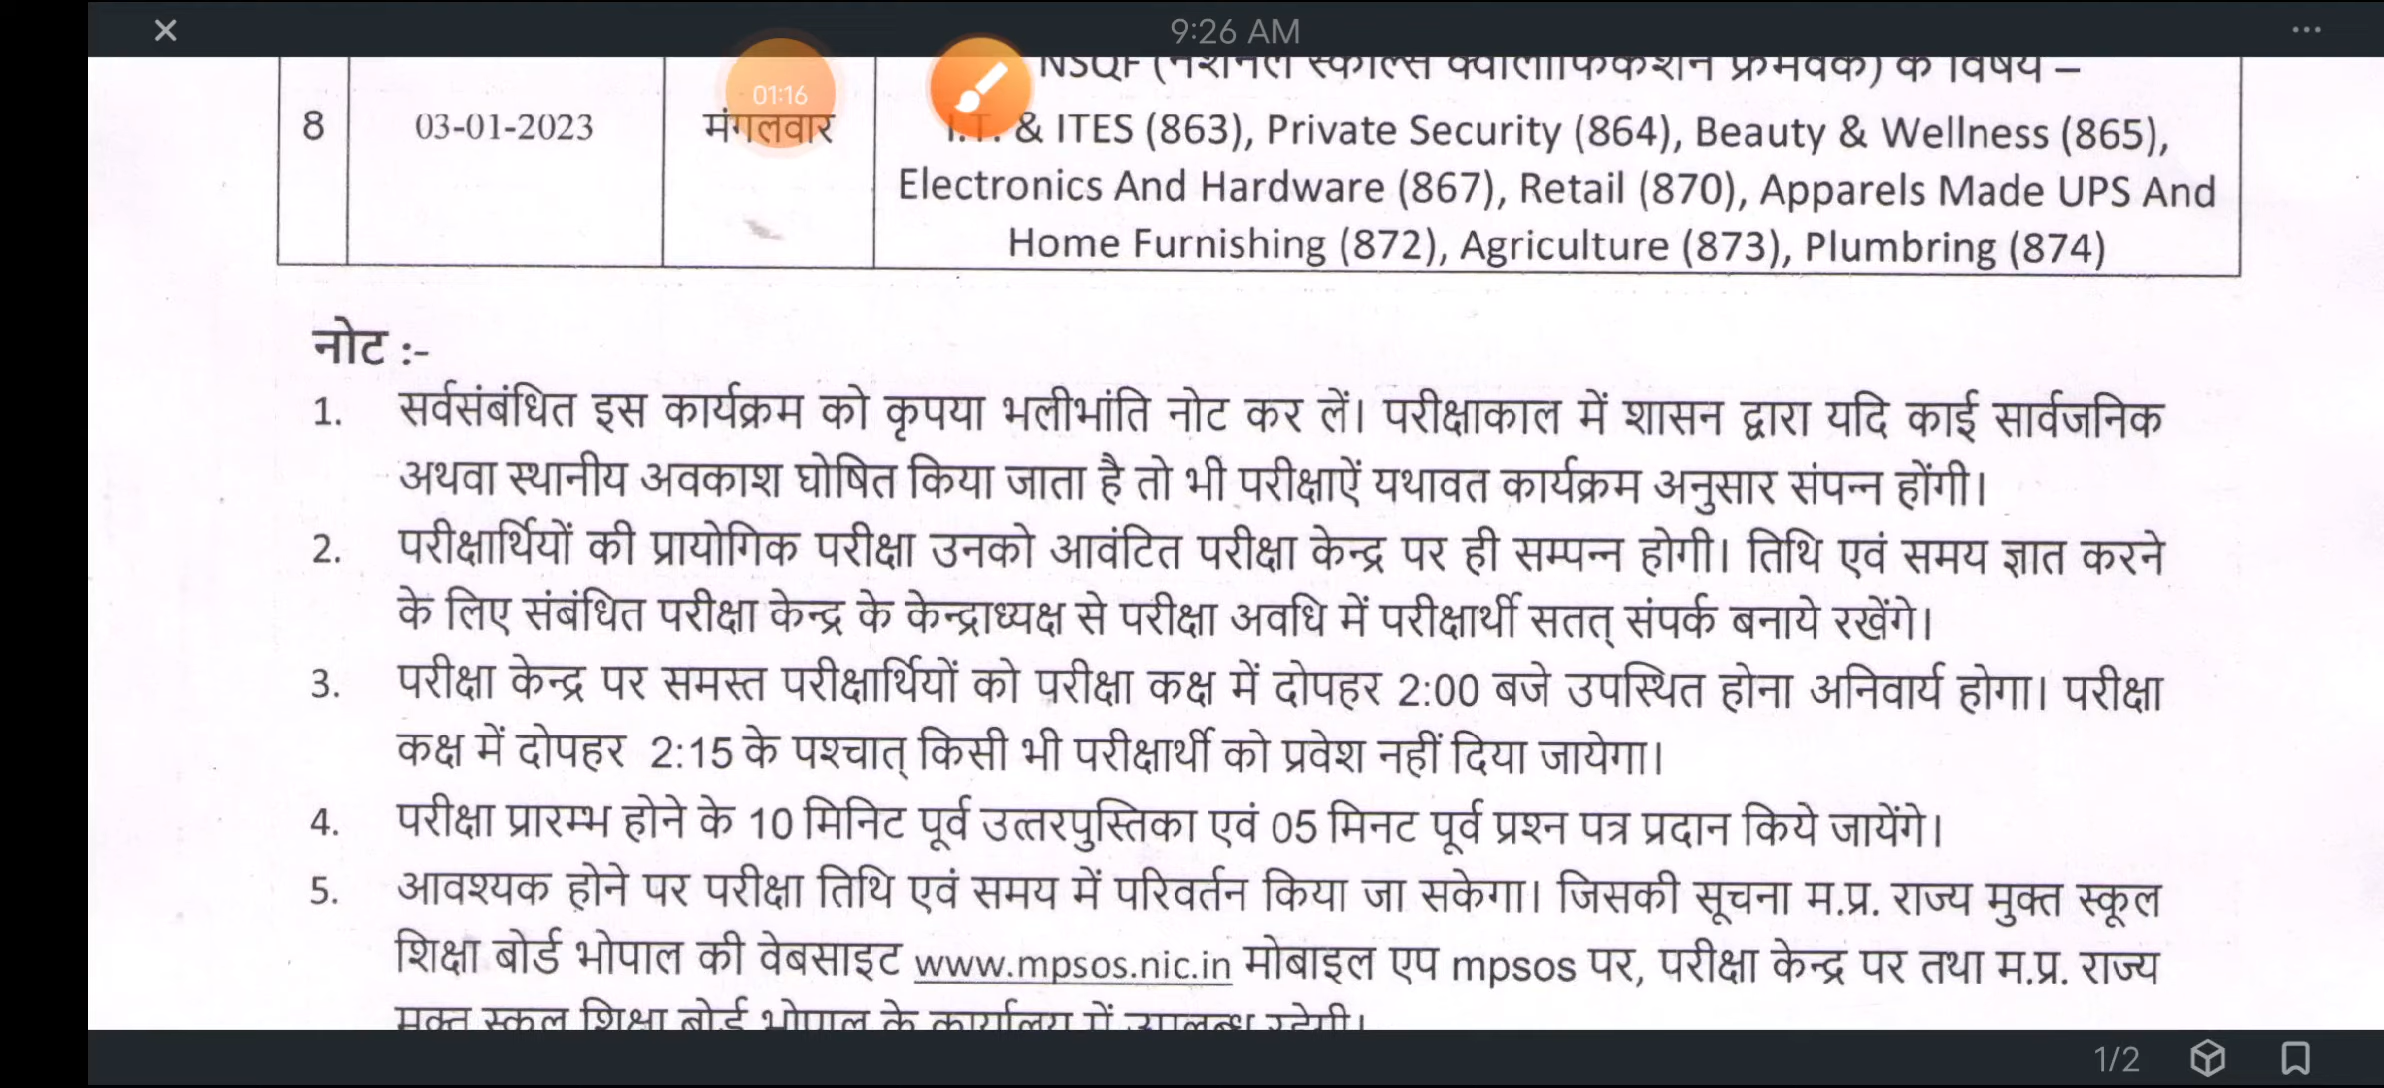 9:26 AM
NSQF (नेशनल स्कील्स क्वालीफिकेशन फ्रेमवर्क) के विषय –
8 03-01-2023 मंगलवार I.T. & ITES (863), Private Security (864), Beauty & Wellness (865),
01:16
Electronics And Hardware (867), Retail (870), Apparels Made UPS And
Home Furnishing (872), Agriculture (873), Plumbring (874)
नोट :-
1. सर्वसंबंधित इस कार्यक्रम को कृपया भलीभांति नोट कर लें। परीक्षाकाल में शासन द्वारा यदि काई सार्वजनिक
अथवा स्थानीय अवकाश घोषित किया जाता है तो भी परीक्षाऐं यथावत कार्यक्रम अनुसार संपन्न होंगी।
2. परीक्षार्थियों की प्रायोगिक परीक्षा उनको आवंटित परीक्षा केन्द्र पर ही सम्पन्न होगी। तिथि एवं समय ज्ञात करने
के लिए संबंधित परीक्षा केन्द्र के केन्द्राध्यक्ष से परीक्षा अवधि में परीक्षार्थी सतत् संपर्क बनाये रखेंगे।
3. परीक्षा केन्द्र पर समस्त परीक्षार्थियों को परीक्षा कक्ष में दोपहर 2:00 बजे उपस्थित होना अनिवार्य होगा। परीक्षा
कक्ष में दोपहर 2:15 के पश्चात् किसी भी परीक्षार्थी को प्रवेश नहीं दिया जायेगा।
4. परीक्षा प्रारम्भ होने के 10 मिनिट पूर्व उत्तरपुस्तिका एवं 05 मिनट पूर्व प्रश्न पत्र प्रदान किये जायेंगे।
5. आवश्यक होने पर परीक्षा तिथि एवं समय में परिवर्तन किया जा सकेगा। जिसकी सूचना म.प्र. राज्य मुक्त स्कूल
शिक्षा बोर्ड भोपाल की वेबसाइट www.mpsos.nic.in मोबाइल एप mpsos पर, परीक्षा केन्द्र पर तथा म.प्र. राज्य
मुक्त स्कूल शिक्षा बोर्ड भोपाल के कार्यालय में उपलब्ध रहेगी।
1/2